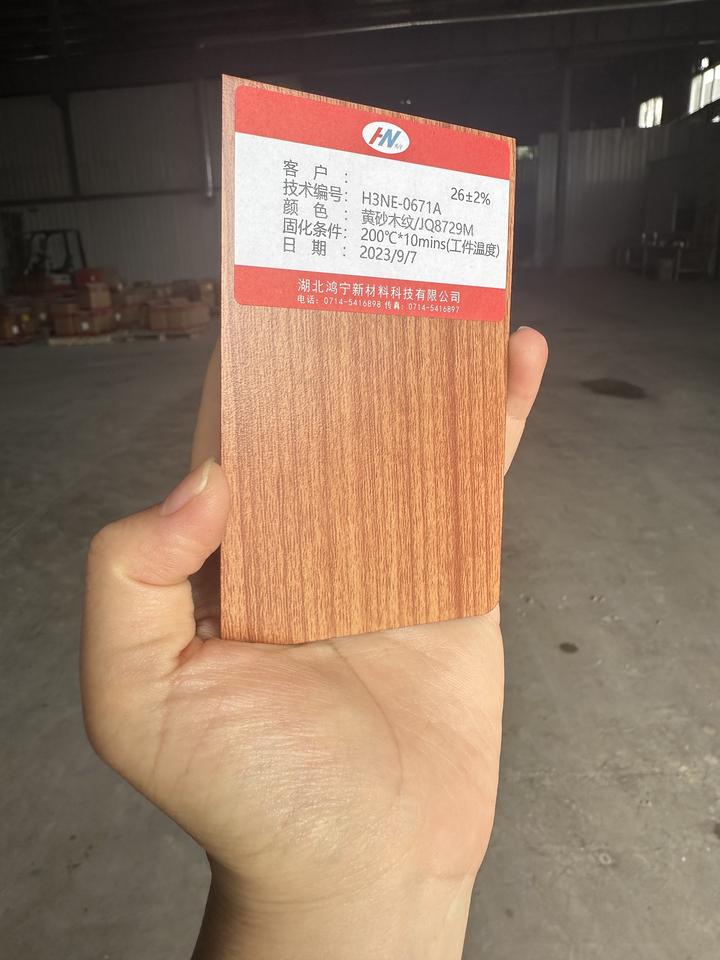 HN
客 户 :
26±2%
技术编号: H3NE-0671A
颜 色 : 黄砂木纹/JQ8729M
固化条件: 200℃*10mins(工件温度)
日 期 : 2023/9/7
湖北鸿宁新材料科技有限公司
电话: 0714-5416898 传真: 0714-5416897